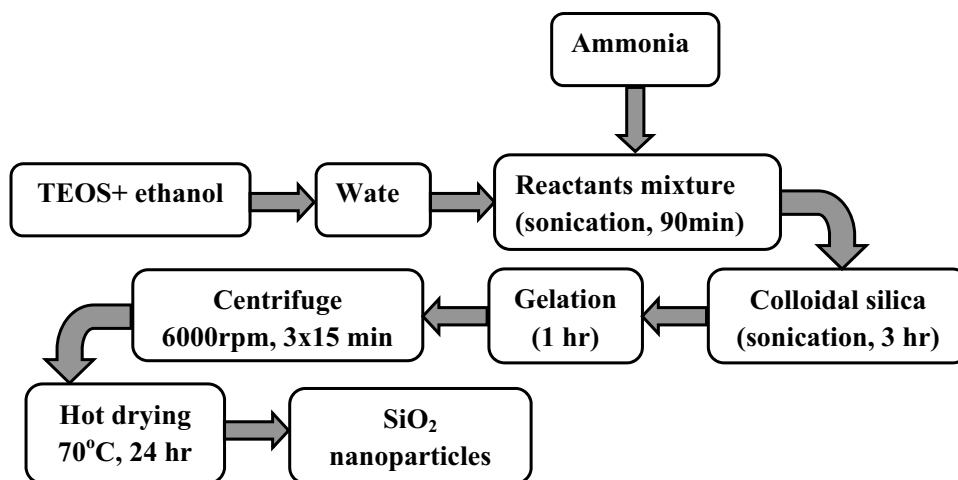 Ammonia
TEOS+ ethanol
Wate
Reactants mixture
(sonication, 90min)
Colloidal silica
(sonication, 3 hr)
Gelation
(1 hr)
Centrifuge
6000rpm, 3x15 min
Hot drying
70°C, 24 hr
SiO₂
nanoparticles